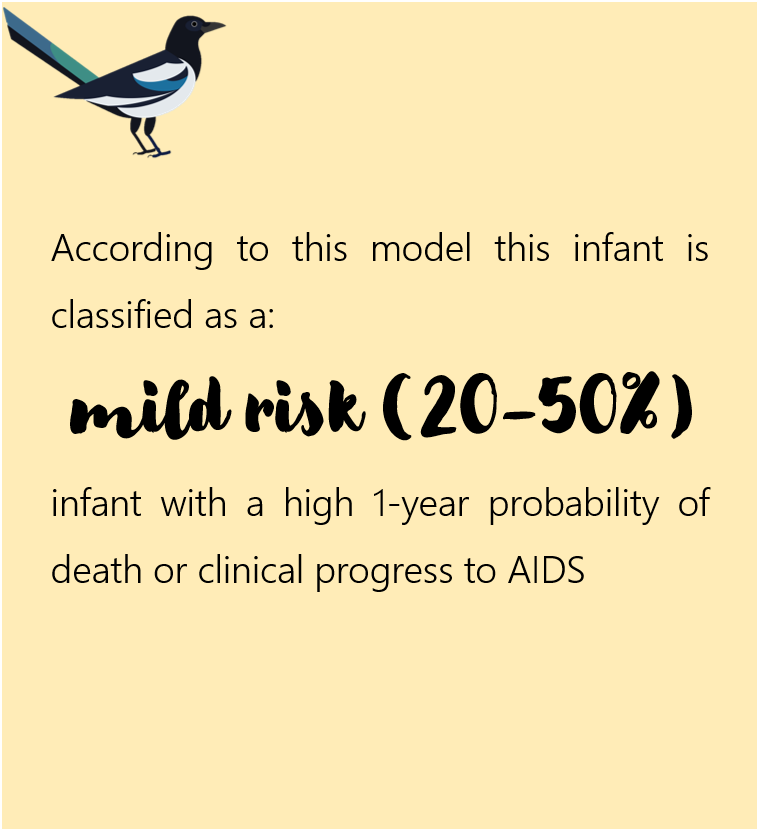 According to this model this infant is
classified as a:
mild risk (20-50%)
infant with a high 1-year probability of
death or clinical progress to AIDS